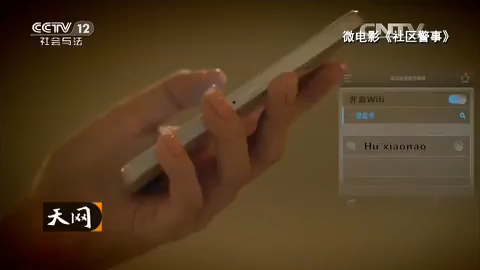 CCTV 12
社会与法
CNTV
微电影《社区警事》
开启Wifi
Hu xiaonao
天网